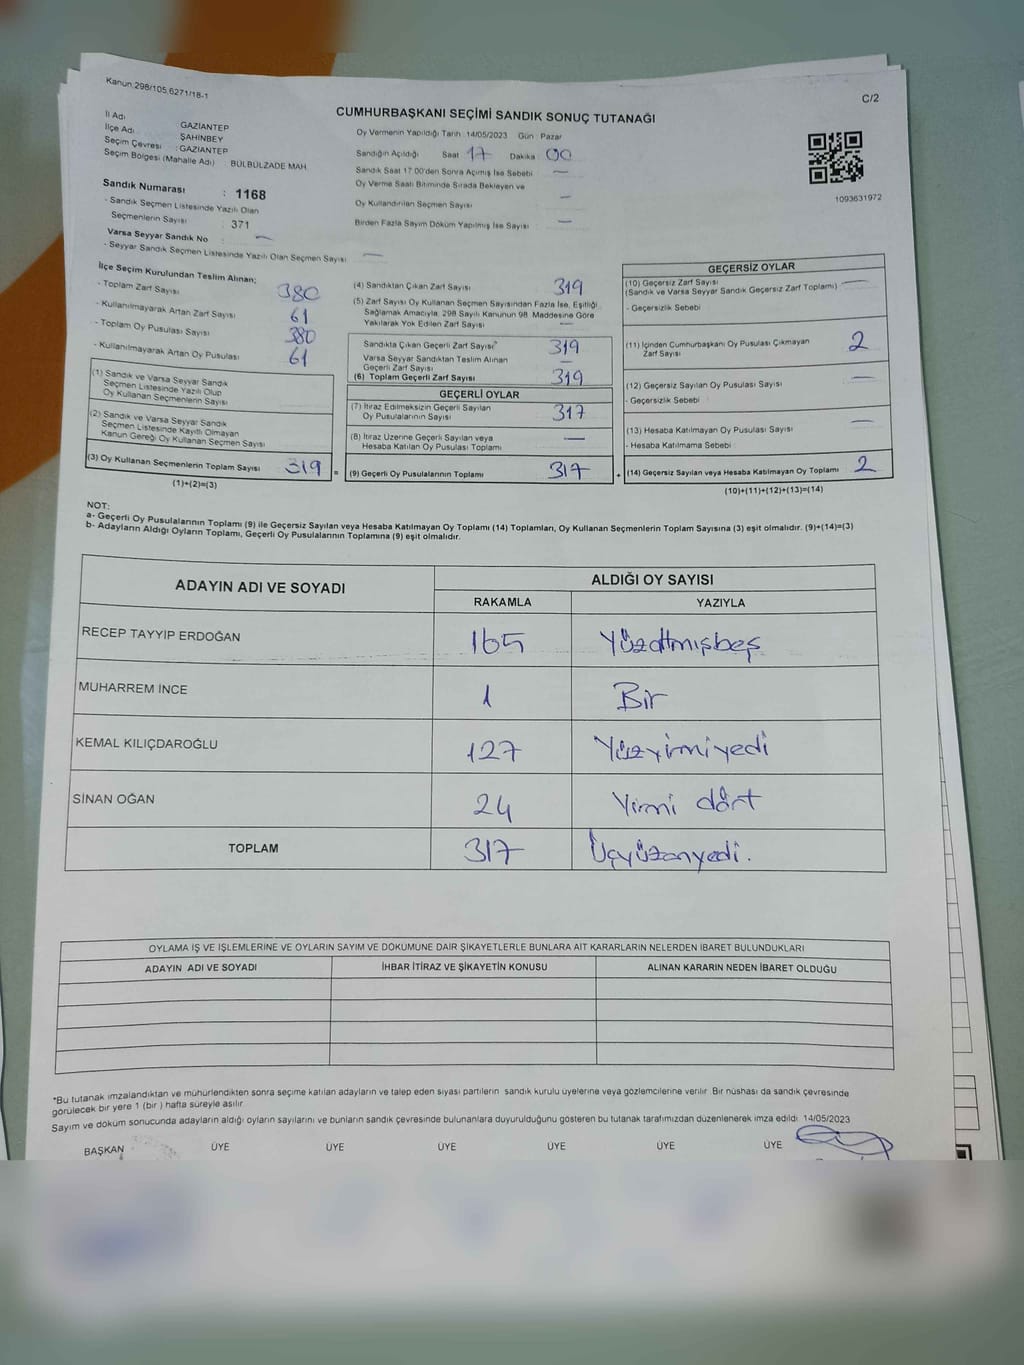 Kanun 298/105,6271/18-1
C/2
CUMHURBAŞKANI SEÇİMİ SANDIK SONUÇ TUTANAĞI
İl Adı GAZİANTEP
İlçe Adı ŞAHİNBEY
Seçim Çevresi : GAZİANTEP
Seçim Bölgesi (Mahalle Adı) : BÜLBÜLZADE MAH.
Sandık Numarası : 1168
- Sandık Seçmen Listesinde Yazılı Olan
Seçmenlerin Sayısı : 371
Varsa Seyyar Sandık No : —
- Seyyar Sandık Seçmen Listesinde Yazılı Olan Seçmen Sayısı —
Oy Vermenin Yapıldığı Tarih 14/05/2023 Gün Pazar
Sandığın Açıldığı Saat 17 Dakika 00
Sandık Saat 17.00'den Sonra Açımış İse Sebebi —
Oy Verme Saati Bitiminde Sırada Bekleyen ve
Oy Kullandırılan Seçmen Sayısı —
Birden Fazla Sayım Döküm Yapılmış İse Sayısı —
1093631972
İlçe Seçim Kurulundan Teslim Alınan;
- Toplam Zarf Sayısı 380
- Kullanılmayarak Artan Zarf Sayısı 61
- Toplam Oy Pusulası Sayısı 380
- Kullanılmayarak Artan Oy Pusulası 61
(1) Sandık ve Varsa Seyyar Sandık
Seçmen Listesinde Yazılı Olup
Oy Kullanan Seçmenlerin Sayısı
(2) Sandık ve Varsa Seyyar Sandık
Seçmen Listesinde Kayıtlı Olmayan
Kanun Gereği Oy Kullanan Seçmen Sayısı
(3) Oy Kullanan Seçmenlerin Toplam Sayısı 319 =
(1)+(2)=(3)
(4) Sandıktan Çıkan Zarf Sayısı 319
(5) Zarf Sayısı Oy Kullanan Seçmen Sayısından Fazla İse, Eşitliği
Sağlamak Amacıyla, 298 Sayılı Kanunun 98. Maddesine Göre
Yakılarak Yok Edilen Zarf Sayısı —
Sandıkta Çıkan Geçerli Zarf Sayısı 319
Varsa Seyyar Sandıktan Teslim Alınan
Geçerli Zarf Sayısı —
(6) Toplam Geçerli Zarf Sayısı 319
GEÇERLİ OYLAR
(7) İtiraz Edilmeksizin Geçerli Sayılan
Oy Pusulalarının Sayısı 317
(8) İtiraz Üzerine Geçerli Sayılan veya
Hesaba Katılan Oy Pusulası Toplamı —
(9) Geçerli Oy Pusulalarının Toplamı 317 +
GEÇERSİZ OYLAR
(10) Geçersiz Zarf Sayısı
(Sandık ve Varsa Seyyar Sandık Geçersiz Zarf Toplamı) —
- Geçersizlik Sebebi
(11) İçinden Cumhurbaşkanı Oy Pusulası Çıkmayan
Zarf Sayısı 2
(12) Geçersiz Sayılan Oy Pusulası Sayısı —
- Geçersizlik Sebebi
(13) Hesaba Katılmayan Oy Pusulası Sayısı —
- Hesaba Katılmama Sebebi
(14) Geçersiz Sayılan veya Hesaba Katılmayan Oy Toplamı 2
(10)+(11)+(12)+(13)=(14)
NOT:
a- Geçerli Oy Pusulalarının Toplamı (9) ile Geçersiz Sayılan veya Hesaba Katılmayan Oy Toplamı (14) Toplamları, Oy Kullanan Seçmenlerin Toplam Sayısına (3) eşit olmalıdır. (9)+(14)=(3)
b- Adayların Aldığı Oyların Toplamı, Geçerli Oy Pusulalarının Toplamına (9) eşit olmalıdır.
ADAYIN ADI VE SOYADI ALDIĞI OY SAYISI
RAKAMLA YAZIYLA
RECEP TAYYİP ERDOĞAN 165 Yüzatmışbeş
MUHARREM İNCE 1 Bir
KEMAL KILIÇDAROĞLU 127 Yüzyirmiyedi
SİNAN OĞAN 24 Yirmi dört
TOPLAM 317 Üçyüzonyedi.
OYLAMA İŞ VE İŞLEMLERİNE VE OYLARIN SAYIM VE DÖKÜMÜNE DAİR ŞİKAYETLERLE BUNLARA AİT KARARLARIN NELERDEN İBARET BULUNDUKLARI
ADAYIN ADI VE SOYADI İHBAR İTİRAZ VE ŞİKAYETİN KONUSU ALINAN KARARIN NEDEN İBARET OLDUĞU
*Bu tutanak imzalandıktan ve mühürlendikten sonra seçime katılan adayların ve talep eden siyasi partilerin sandık kurulu üyelerine veya gözlemcilerine verilir. Bir nüshası da sandık çevresinde
görülecek bir yere 1 (bir ) hafta süreyle asılır.
Sayım ve döküm sonucunda adayların aldığı oyların sayılarını ve bunların sandık çevresinde bulunanlara duyurulduğunu gösteren bu tutanak tarafımızdan düzenlenerek imza edildi. 14/05/2023
BAŞKAN ÜYE ÜYE ÜYE ÜYE ÜYE ÜYE